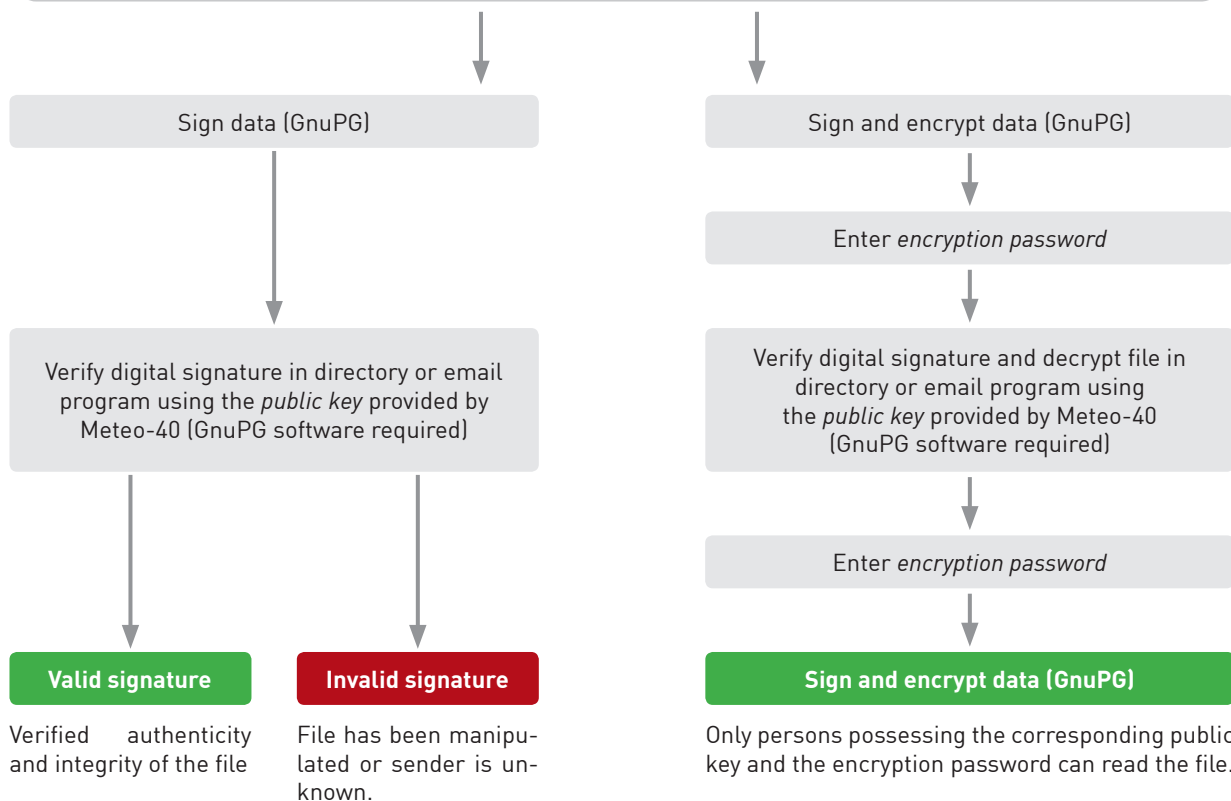 Sign data (GnuPG)
Verify digital signature in directory or email
program using the public key provided by
Meteo-40 (GnuPG software required)
Valid signature
Verified authenticity
and integrity of the file
Invalid signature
File has been manipu-
lated or sender is un-
known.
Sign and encrypt data (GnuPG)
Enter encryption password
Verify digital signature and decrypt file in
directory or email program using
the public key provided by Meteo-40
(GnuPG software required)
Enter encryption password
Sign and encrypt data (GnuPG)
Only persons possessing the corresponding public
key and the encryption password can read the file.